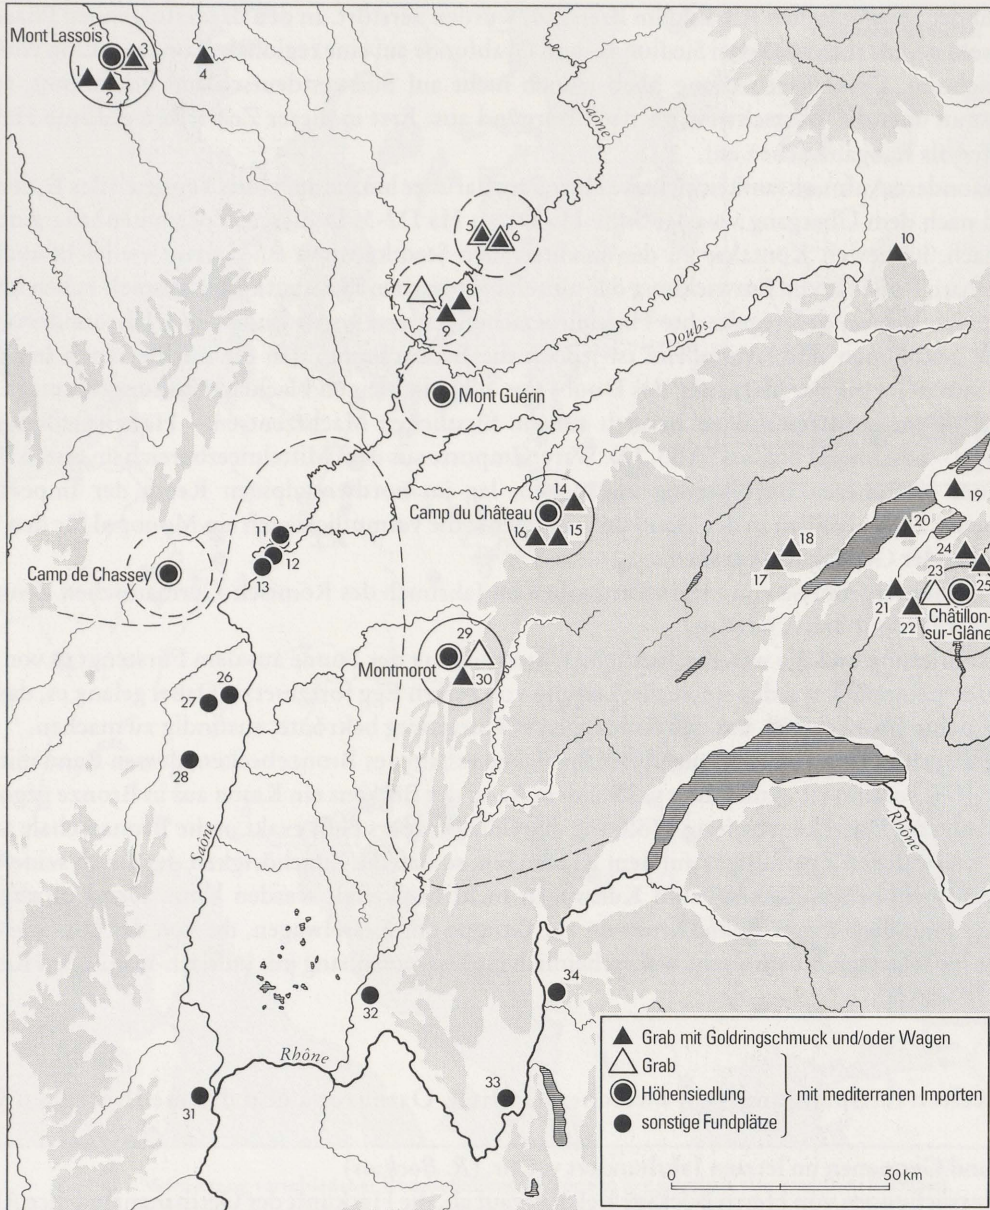 Mont Lassois
1
2
3
4
Saône
5
6
7
8
9
10
Doubs
Mont Guérin
Camp du Château
14
15
16
11
12
13
Camp de Chassey
17
18
19
20
21
22
23
24
25
Châtillon-
sur-Glâne
29
Montmorot
30
26
27
28
Saône
Rhône
31
Rhône
32
33
34
Grab mit Goldringschmuck und/oder Wagen
Grab
Höhensiedlung
mit mediterranen Importen
sonstige Fundplätze
0
50 km